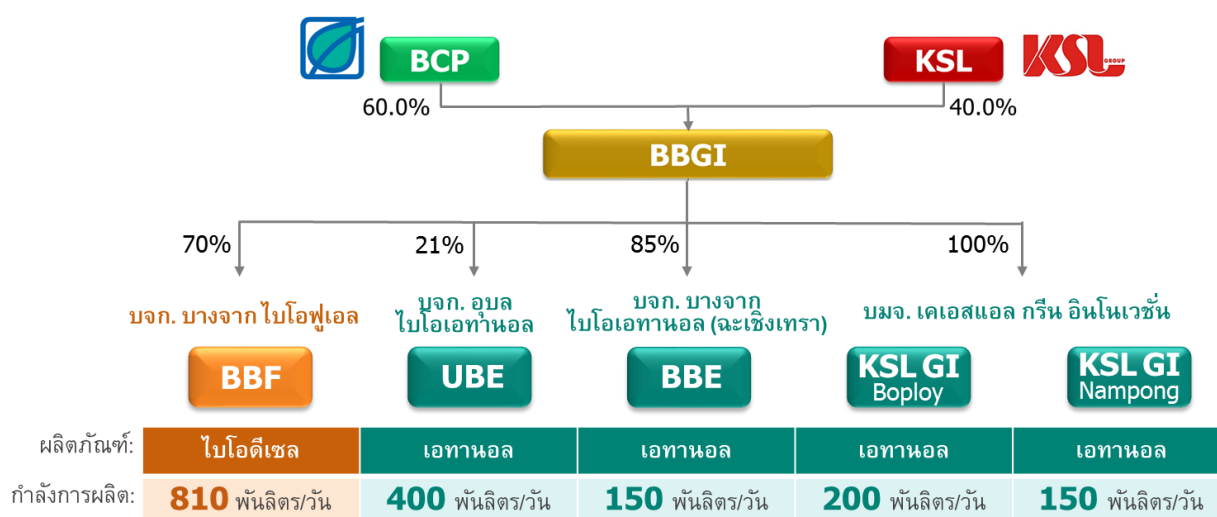 BCP
KSL
KSL GROUP
60.0%
40.0%
BBGI
70%
21%
85%
100%
บจก. บางจาก ไบโอฟูเอล
บจก. อุบล
ไบโอเอทานอล
บจก. บางจาก
ไบโอเอทานอล (ฉะเชิงเทรา)
บมจ. เคเอสแอล กรีน อินโนเวชั่น
BBF
UBE
BBE
KSL GI
Boploy
KSL GI
Nampong
ผลิตภัณฑ์: ไบโอดีเซล เอทานอล เอทานอล เอทานอล เอทานอล
กำลังการผลิต: 810 พันลิตร/วัน 400 พันลิตร/วัน 150 พันลิตร/วัน 200 พันลิตร/วัน 150 พันลิตร/วัน